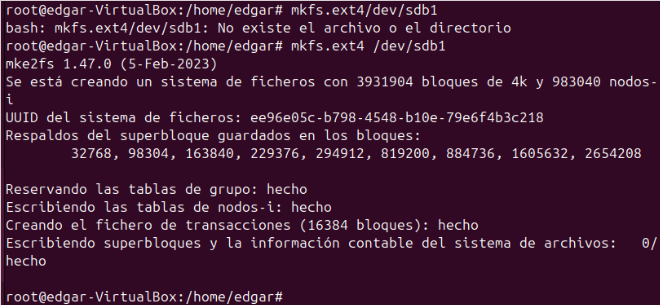 root@edgar-VirtualBox:/home/edgar# mkfs.ext4/dev/sdb1
bash: mkfs.ext4/dev/sdb1: No existe el archivo o el directorio
root@edgar-VirtualBox:/home/edgar# mkfs.ext4 /dev/sdb1
mke2fs 1.47.0 (5-Feb-2023)
Se está creando un sistema de ficheros con 3931904 bloques de 4k y 983040 nodos-
i
UUID del sistema de ficheros: ee96e05c-b798-4548-b10e-79e6f4b3c218
Respaldos del superbloque guardados en los bloques:
        32768, 98304, 163840, 229376, 294912, 819200, 884736, 1605632, 2654208

Reservando las tablas de grupo: hecho
Escribiendo las tablas de nodos-i: hecho
Creando el fichero de transacciones (16384 bloques): hecho
Escribiendo superbloques y la información contable del sistema de archivos:   0/
hecho

root@edgar-VirtualBox:/home/edgar#